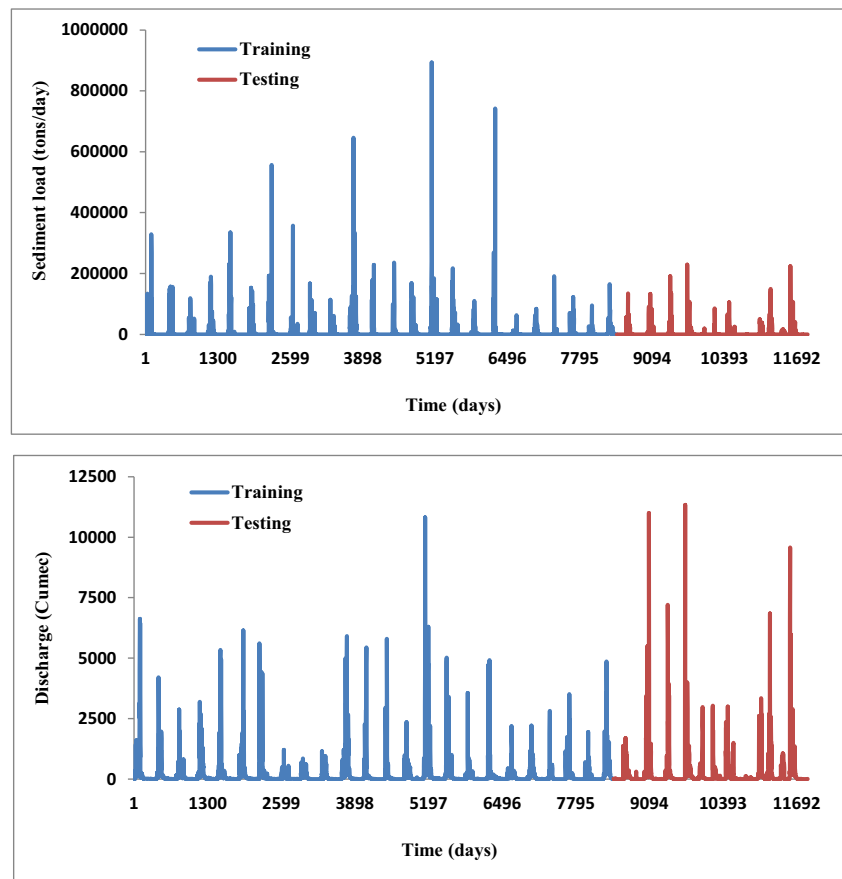 1000000
Training
Testing
800000
600000
400000
200000
0
Sediment load (tons/day)
1 1300 2599 3898 5197 6496 7795 9094 10393 11692
Time (days)
12500
Training
Testing
10000
7500
5000
2500
0
Discharge (Cumec)
1 1300 2599 3898 5197 6496 7795 9094 10393 11692
Time (days)